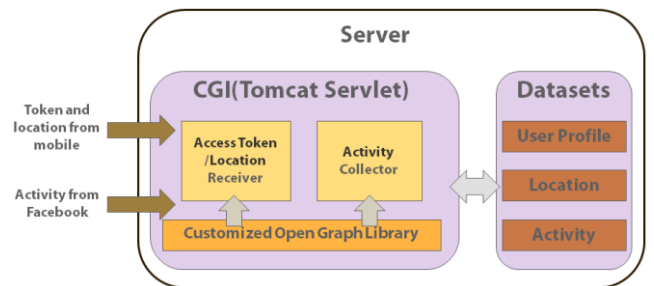 Server
CGI(Tomcat Servlet)
Datasets
Token and
location from
mobile
Access Token
/Location
Receiver
Activity
Collector
User Profile
Location
Activity from
Facebook
Customized Open Graph Library
Activity